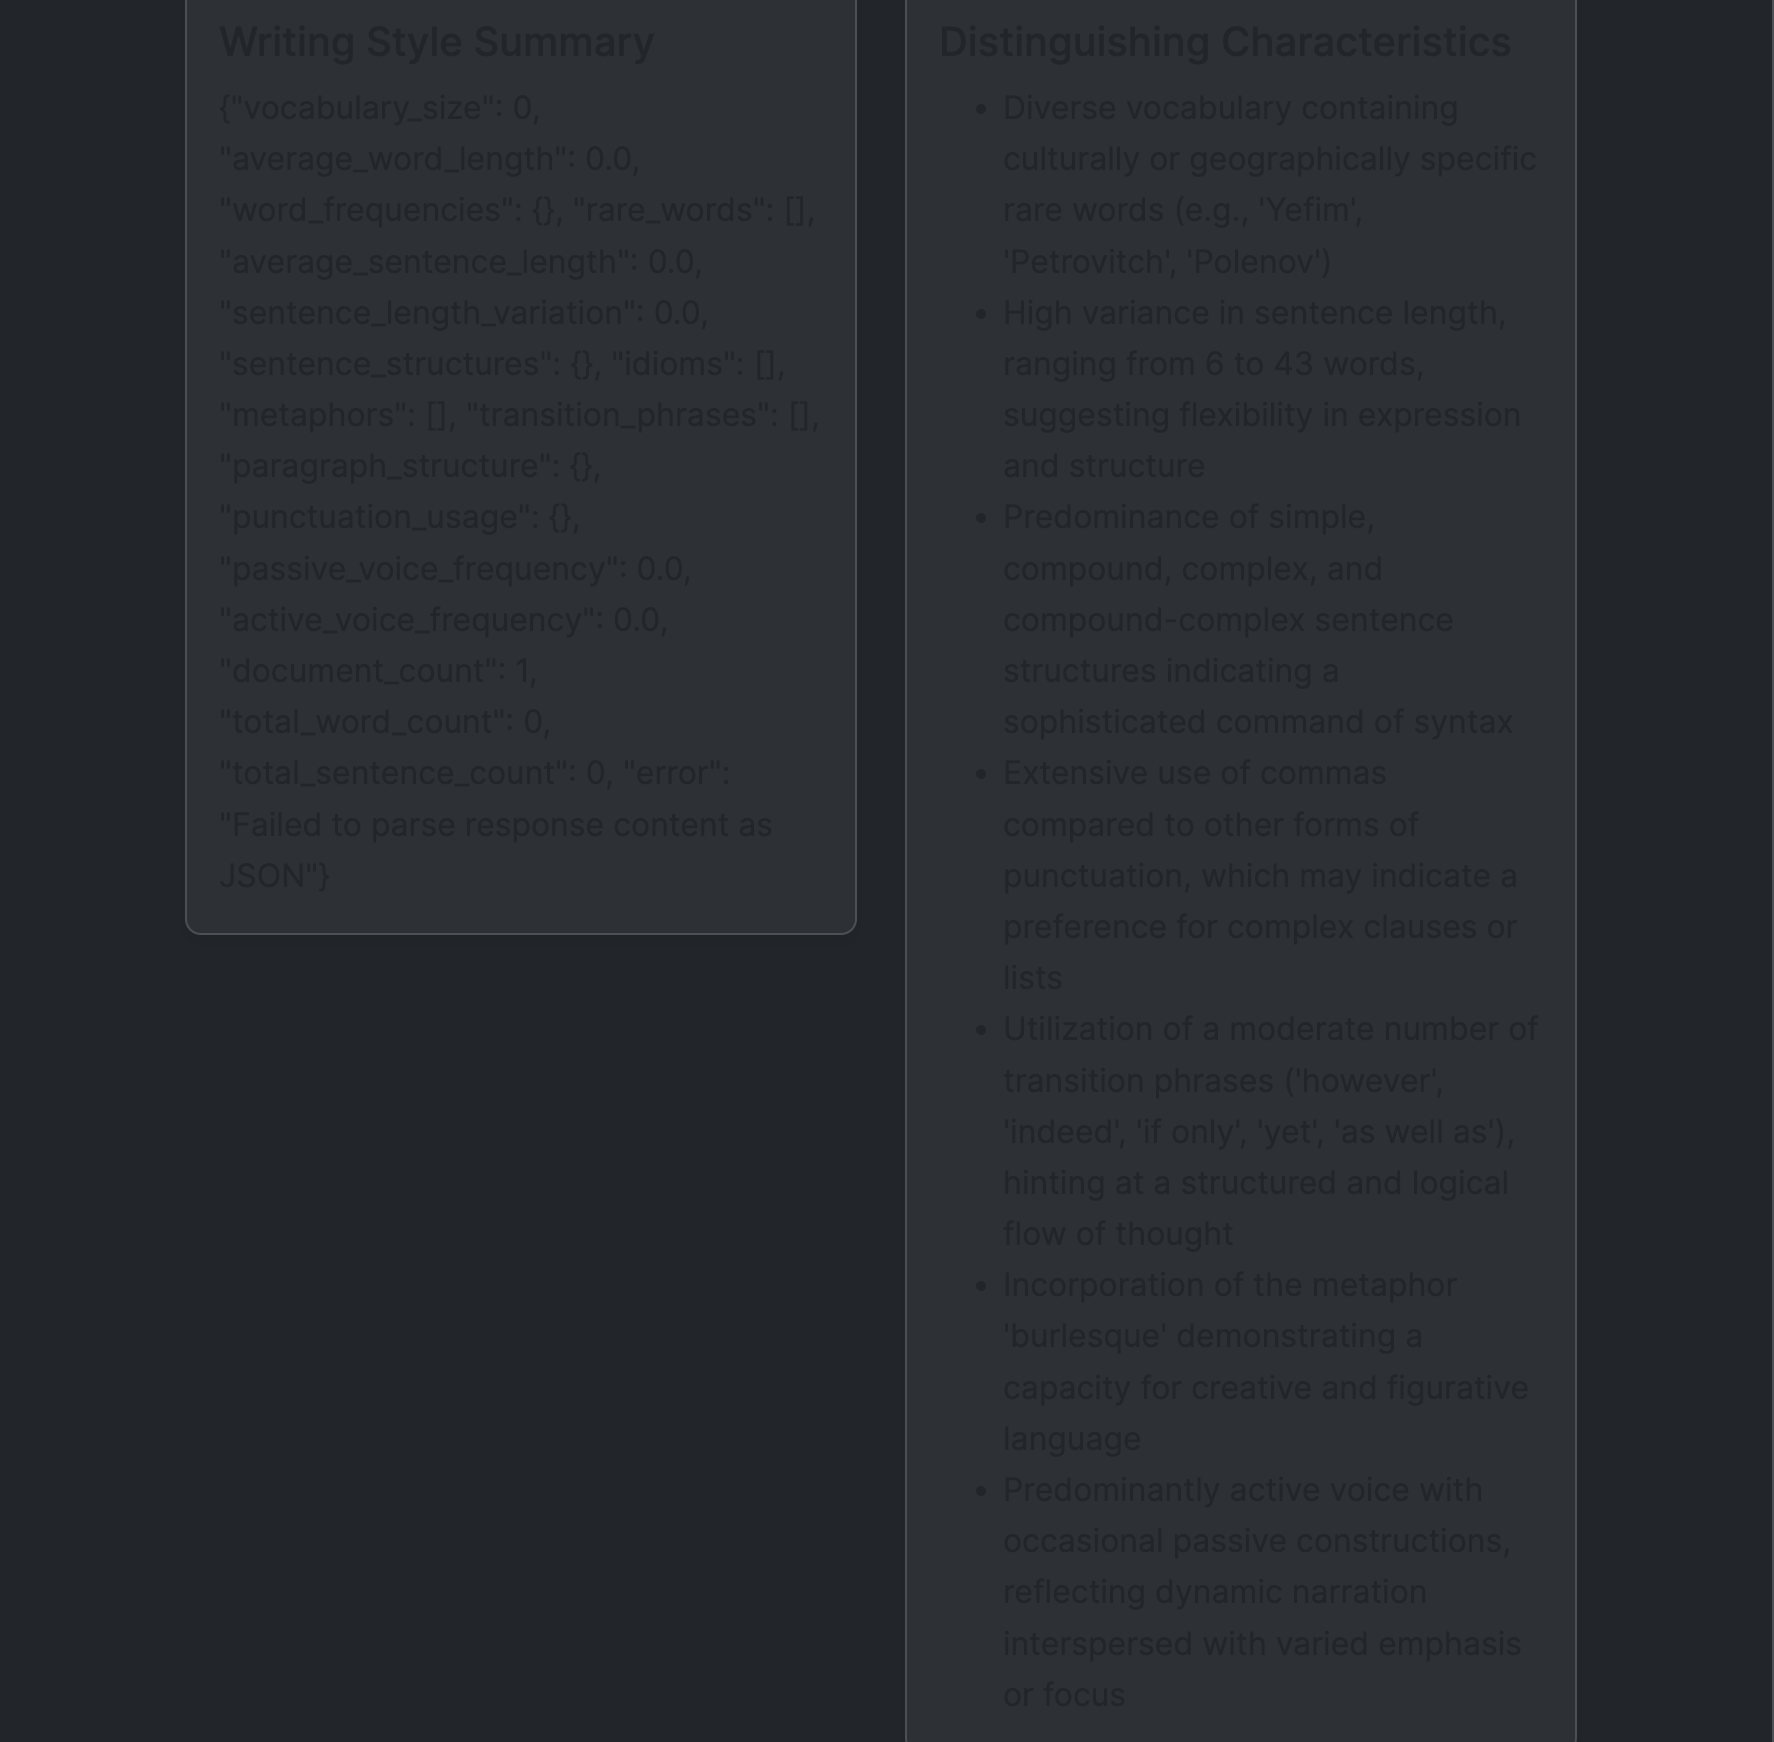 Writing Style Summary
{"vocabulary_size": 0,
"average_word_length": 0.0,
"word_frequencies": {}, "rare_words": [],
"average_sentence_length": 0.0,
"sentence_length_variation": 0.0,
"sentence_structures": {}, "idioms": [],
"metaphors": [], "transition_phrases": [],
"paragraph_structure": {},
"punctuation_usage": {},
"passive_voice_frequency": 0.0,
"active_voice_frequency": 0.0,
"document_count": 1,
"total_word_count": 0,
"total_sentence_count": 0, "error":
"Failed to parse response content as
JSON"}
Distinguishing Characteristics
• Diverse vocabulary containing
culturally or geographically specific
rare words (e.g., 'Yefim',
'Petrovitch', 'Polenov')
• High variance in sentence length,
ranging from 6 to 43 words,
suggesting flexibility in expression
and structure
• Predominance of simple,
compound, complex, and
compound-complex sentence
structures indicating a
sophisticated command of syntax
• Extensive use of commas
compared to other forms of
punctuation, which may indicate a
preference for complex clauses or
lists
• Utilization of a moderate number of
transition phrases ('however',
'indeed', 'if only', 'yet', 'as well as'),
hinting at a structured and logical
flow of thought
• Incorporation of the metaphor
'burlesque' demonstrating a
capacity for creative and figurative
language
• Predominantly active voice with
occasional passive constructions,
reflecting dynamic narration
interspersed with varied emphasis
or focus